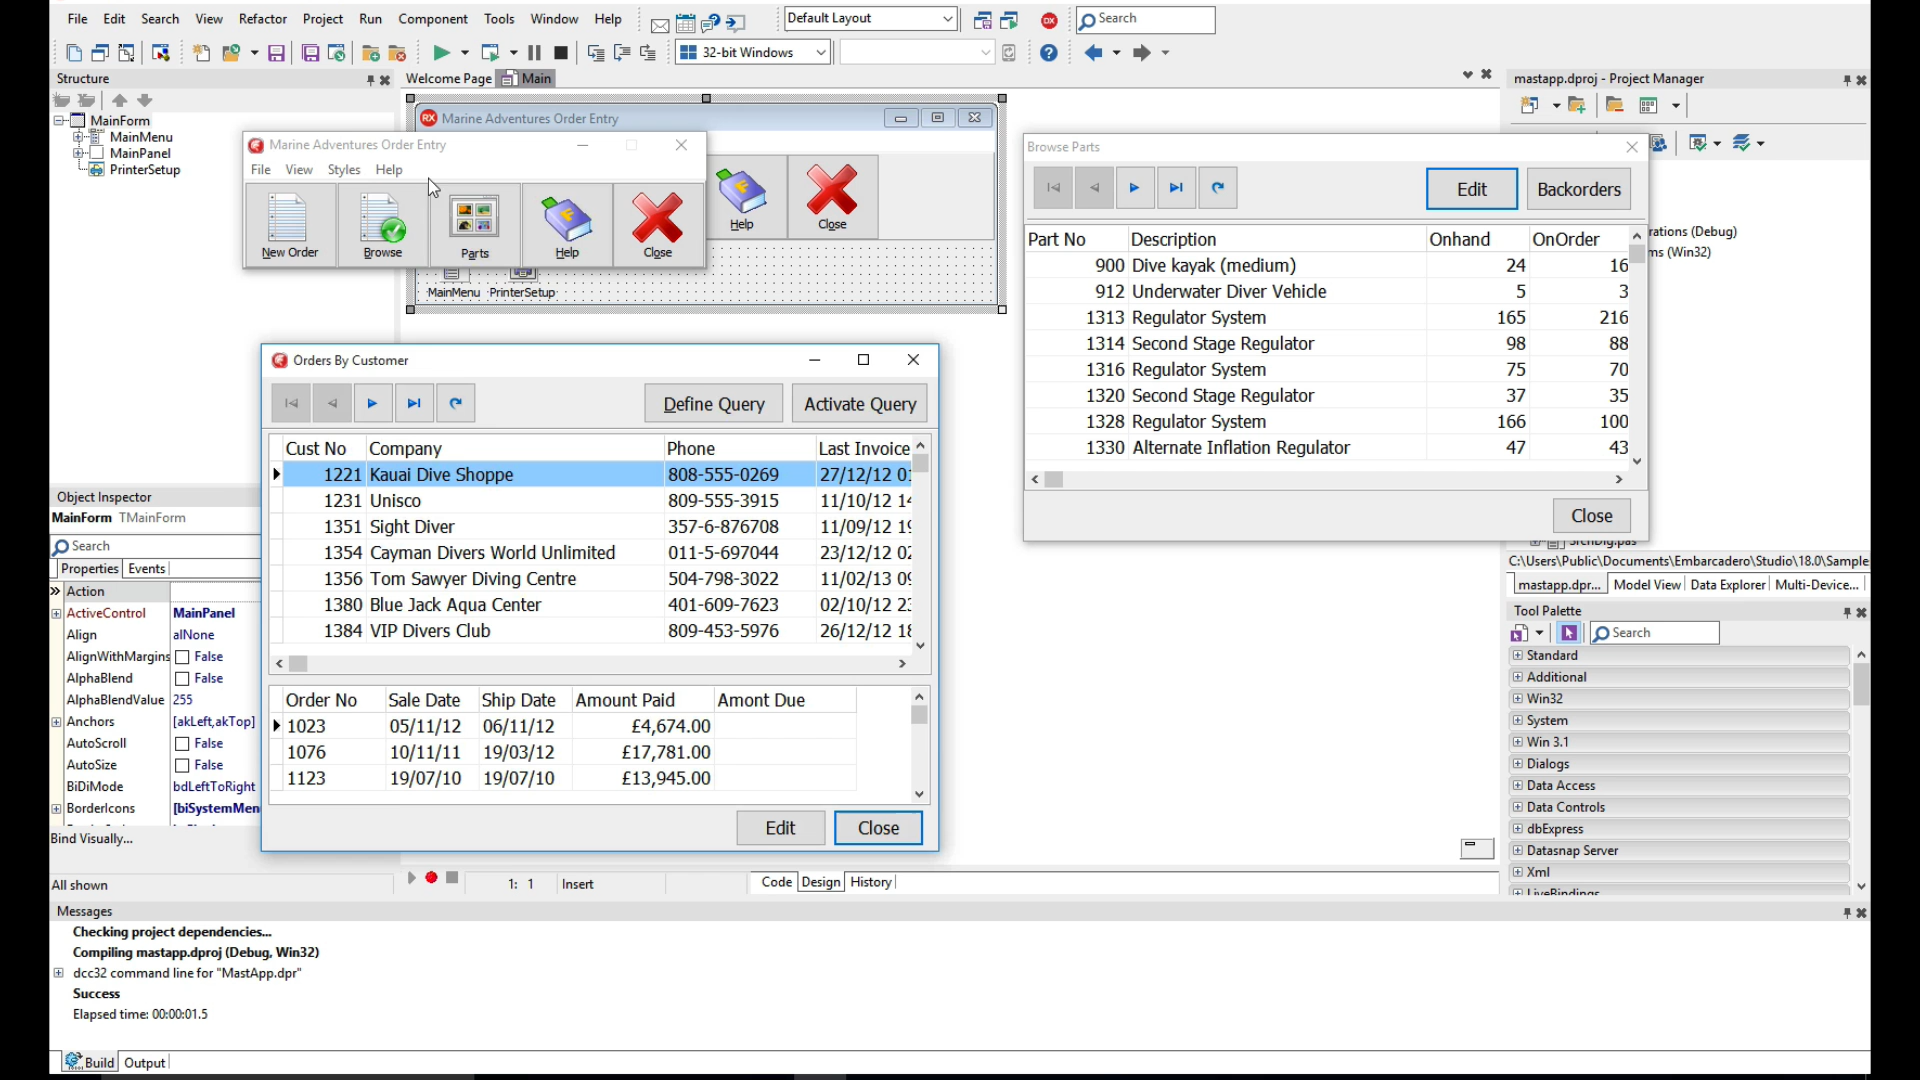 File Edit Search View Refactor Project Run Component Tools Window Help
Default Layout
Search
32-bit Windows
Structure
Welcome Page Main
mastapp.dproj - Project Manager
MainForm
MainMenu
MainPanel
PrinterSetup
Marine Adventures Order Entry
Help
Close
MainMenu PrinterSetup
Marine Adventures Order Entry
File View Styles Help
New Order Browse Parts Help Close
Browse Parts
Edit Backorders
Part No Description Onhand OnOrder
900 Dive kayak (medium) 24 16
912 Underwater Diver Vehicle 5 3
1313 Regulator System 165 216
1314 Second Stage Regulator 98 88
1316 Regulator System 75 70
1320 Second Stage Regulator 37 35
1328 Regulator System 166 100
1330 Alternate Inflation Regulator 47 43
Close
rations (Debug)
ms (Win32)
Orders By Customer
Define Query Activate Query
Cust No Company Phone Last Invoice
1221 Kauai Dive Shoppe 808-555-0269 27/12/12 01
1231 Unisco 809-555-3915 11/10/12 14
1351 Sight Diver 357-6-876708 11/09/12 19
1354 Cayman Divers World Unlimited 011-5-697044 23/12/12 02
1356 Tom Sawyer Diving Centre 504-798-3022 11/02/13 09
1380 Blue Jack Aqua Center 401-609-7623 02/10/12 23
1384 VIP Divers Club 809-453-5976 26/12/12 18
Order No Sale Date Ship Date Amount Paid Amont Due
1023 05/11/12 06/11/12 £4,674.00
1076 10/11/11 19/03/12 £17,781.00
1123 19/07/10 19/07/10 £13,945.00
Edit Close
Object Inspector
MainForm TMainForm
Search
Properties Events
Action
ActiveControl MainPanel
Align alNone
AlignWithMargins False
AlphaBlend False
AlphaBlendValue 255
Anchors [akLeft,akTop]
AutoScroll False
AutoSize False
BiDiMode bdLeftToRight
BorderIcons [biSystemMen
Bind Visually...
All shown
1: 1 Insert
Code Design History
C:\Users\Public\Documents\Embarcadero\Studio\18.0\Sample
mastapp.dpr... Model View Data Explorer Multi-Device...
Tool Palette
Search
Standard
Additional
Win32
System
Win 3.1
Dialogs
Data Access
Data Controls
dbExpress
Datasnap Server
Xml
LiveBindings
Messages
Checking project dependencies...
Compiling mastapp.dproj (Debug, Win32)
dcc32 command line for "MastApp.dpr"
Success
Elapsed time: 00:00:01.5
Build Output